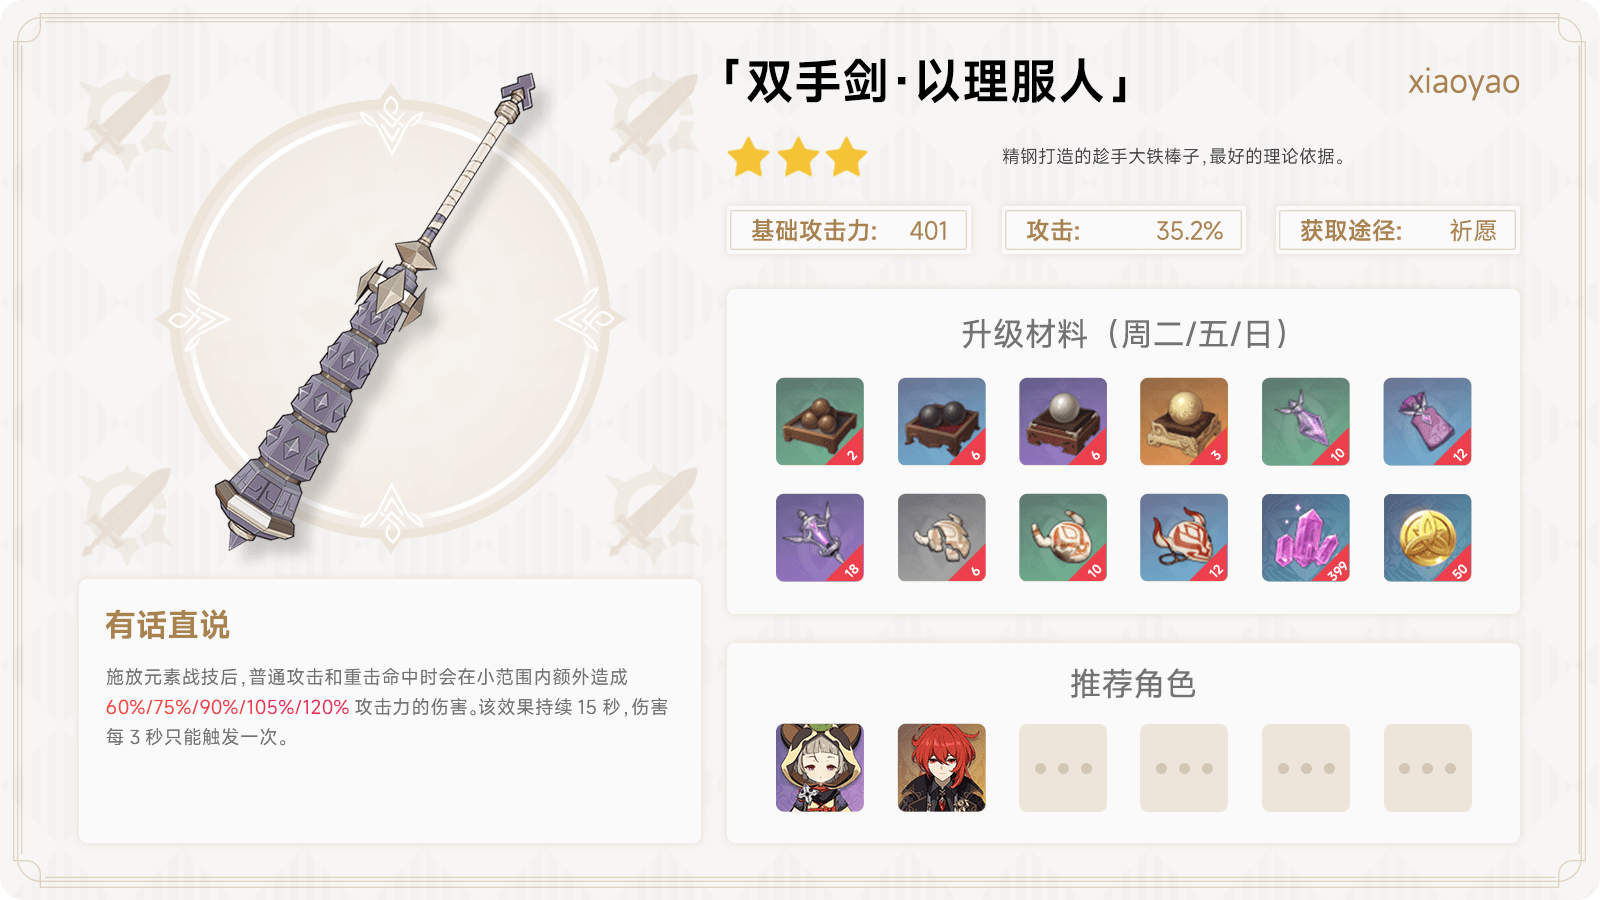 「双手剑·以理服人」
xiaoyao
精钢打造的趁手大铁棒子,最好的理论依据。
基础攻击力: 401
攻击: 35.2%
获取途径: 祈愿
升级材料（周二/五/日）
2 6 6 3 10 12
18 6 10 12 399 50
有话直说
施放元素战技后,普通攻击和重击命中时会在小范围内额外造成
60%/75%/90%/105%/120% 攻击力的伤害。该效果持续 15 秒,伤害
每 3 秒只能触发一次。
推荐角色